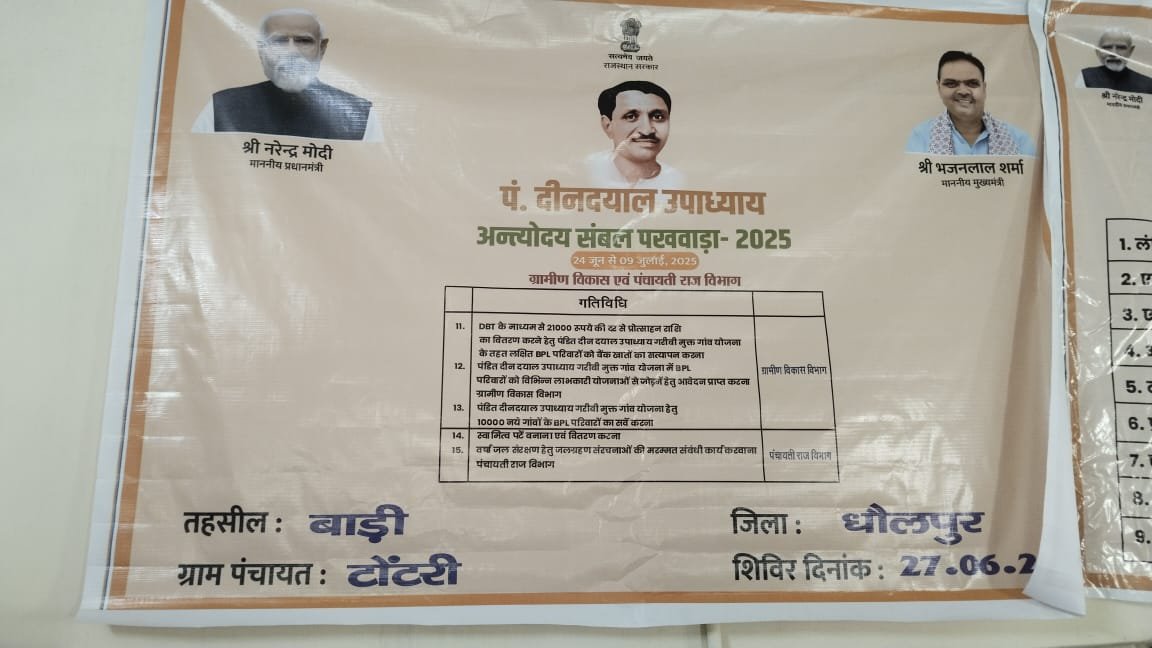 सत्यमेव जयते
राजस्थान सरकार
श्री नरेन्द्र मोदी
माननीय प्रधानमंत्री
श्री भजनलाल शर्मा
माननीय मुख्यमंत्री
पं. दीनदयाल उपाध्याय
अन्त्योदय संबल पखवाड़ा- 2025
24 जून से 09 जुलाई, 2025
ग्रामीण विकास एवं पंचायती राज विभाग
गतिविधि
11. DBT के माध्यम से 21000 रूपये की दर से प्रोत्साहन राशि
का वितरण करने हेतु पंडित दीन दयाल उपाध्याय गरीबी मुक्त गांव योजना
के तहत लक्षित BPL परिवारों को बैंक खातों का सत्यापन करना
12. पंडित दीन दयाल उपाध्याय गरीबी मुक्त गांव योजना में BPL
परिवारों को विभिन्न लाभकारी योजनाओं से जोड़ने हेतु आवेदन प्राप्त करना
ग्रामीण विकास विभाग
13. पंडित दीनदयाल उपाध्याय गरीबी मुक्त गांव योजना हेतु
10000 नये गांवों के BPL परिवारों का सर्वे करना
ग्रामीण विकास विभाग
14. स्वामित्व पटें बनाना एवं वितरण करना
15. वर्षा जल संरक्षण हेतु जलग्रहण संरचनाओं की मरम्मत संबंधी कार्य करवाना
पंचायती राज विभाग
पंचायती राज विभाग
तहसील : बाड़ी
जिला : धौलपुर
ग्राम पंचायत : टोंटरी
शिविर दिनांक : 27.06.2
श्री नरेन्द्र मोदी
1. लं
2.
3.
4.
5.
6.
7.
8.
9.